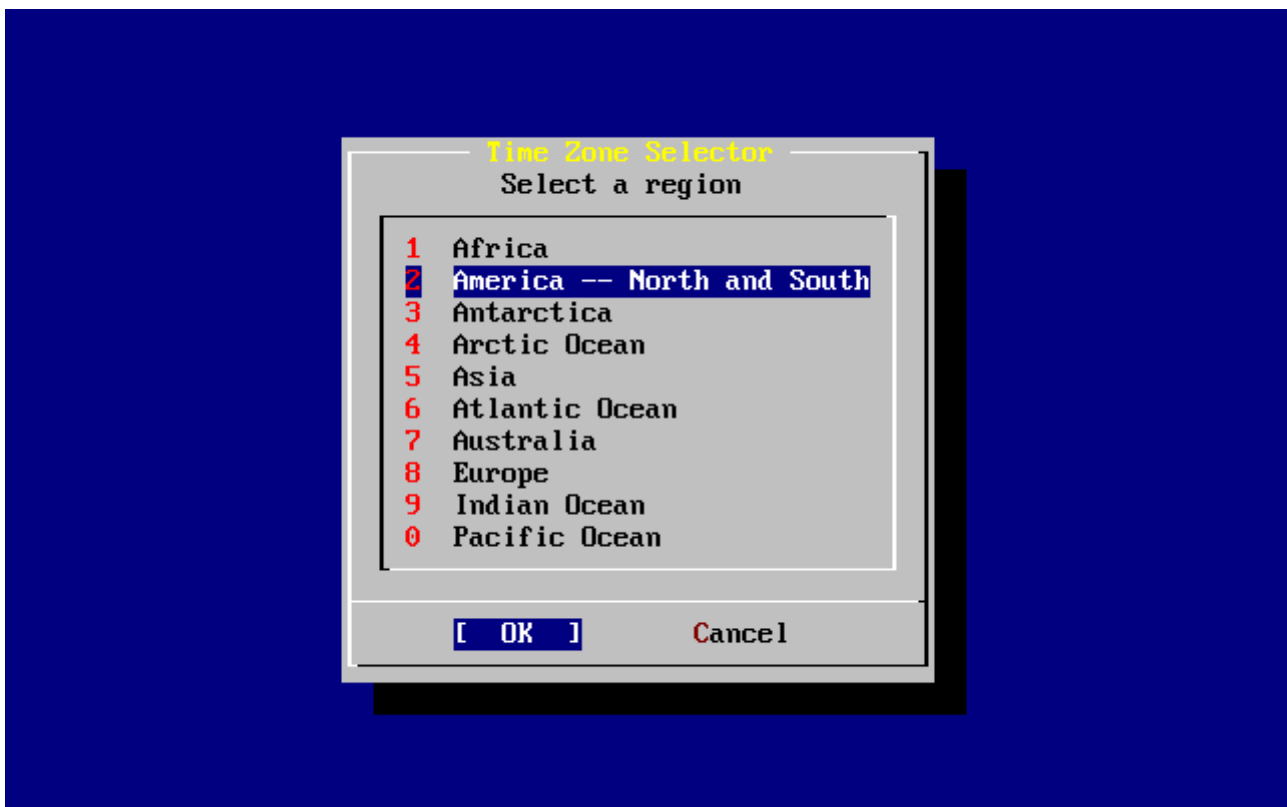 Time Zone Selector
Select a region
1 Africa
2 America -- North and South
3 Antarctica
4 Arctic Ocean
5 Asia
6 Atlantic Ocean
7 Australia
8 Europe
9 Indian Ocean
0 Pacific Ocean
[ OK ] Cancel